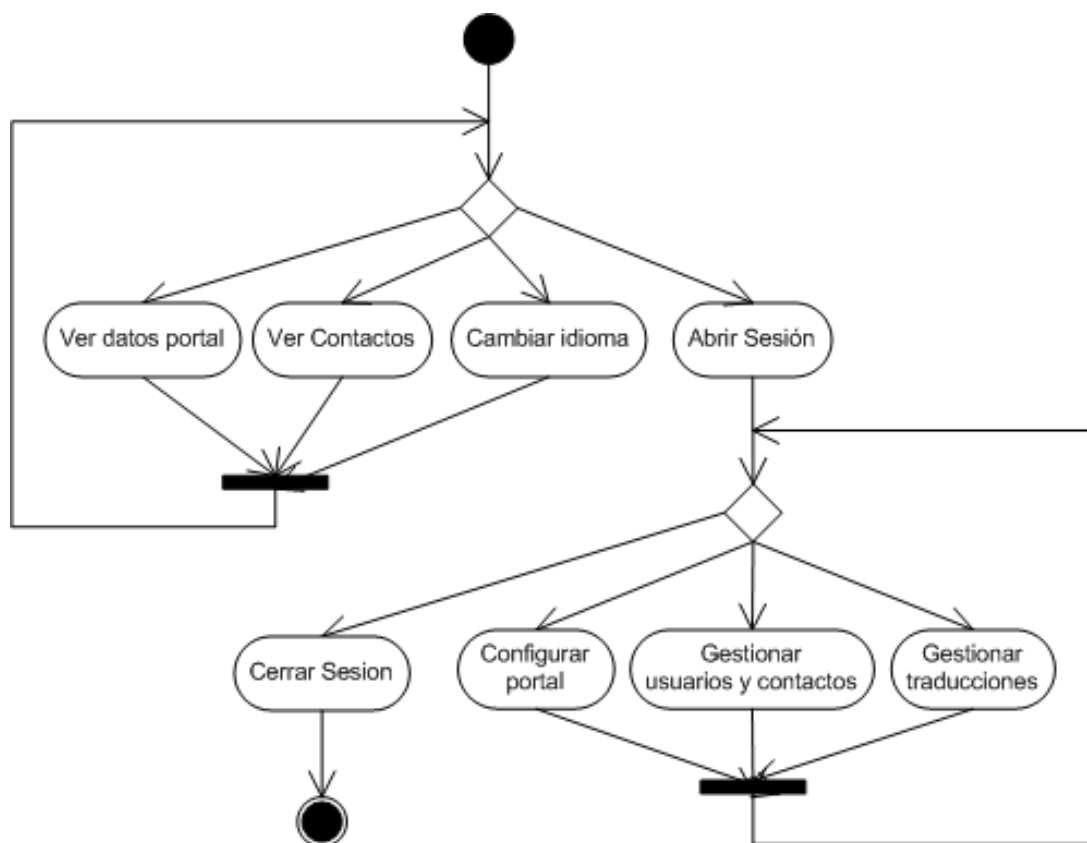 Ver datos portal
Ver Contactos
Cambiar idioma
Abrir Sesión
Cerrar Sesion
Configurar
portal
Gestionar
usuarios y contactos
Gestionar
traducciones